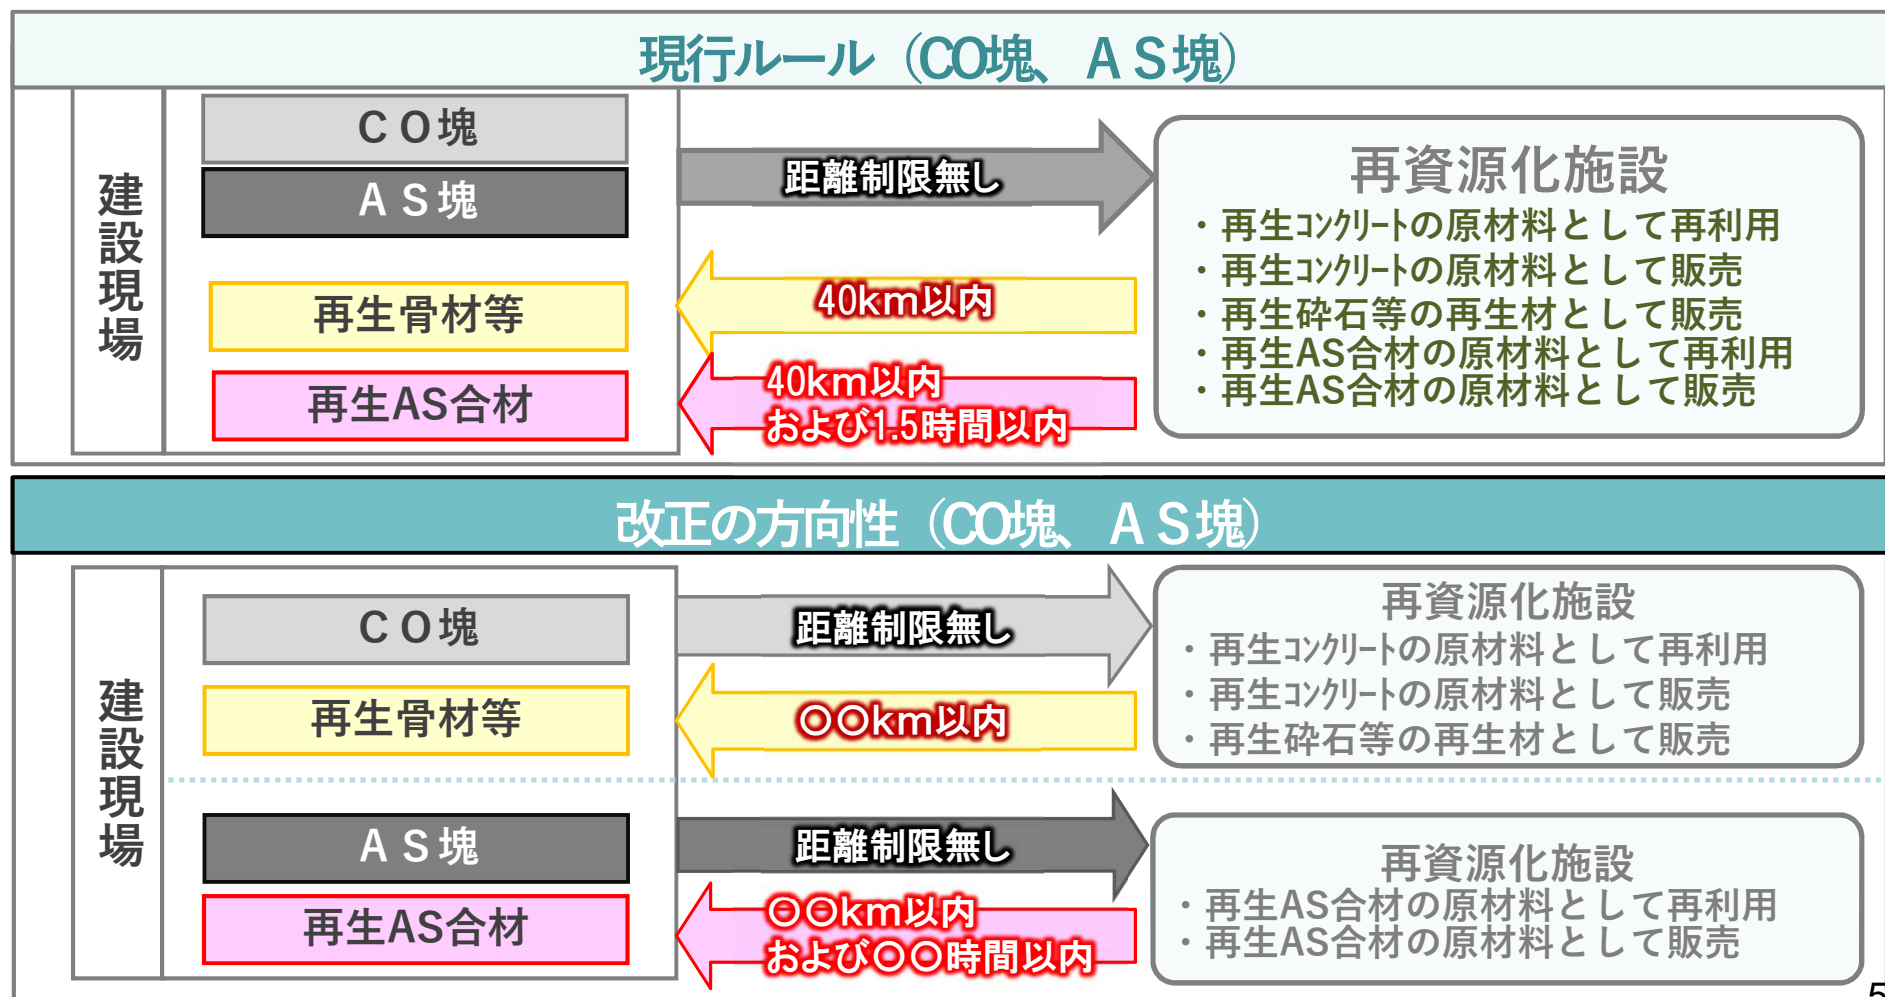 現行ルール（CO塊、ＡＳ塊）
建設現場
ＣＯ塊
ＡＳ塊
再生骨材等
再生AS合材
距離制限無し
40km以内
40km以内
および1.5時間以内
再資源化施設
・再生ｺﾝｸﾘｰﾄの原材料として再利用
・再生ｺﾝｸﾘｰﾄの原材料として販売
・再生砕石等の再生材として販売
・再生AS合材の原材料として再利用
・再生AS合材の原材料として販売
改正の方向性（CO塊、ＡＳ塊）
建設現場
ＣＯ塊
再生骨材等
距離制限無し
〇〇km以内
再資源化施設
・再生ｺﾝｸﾘｰﾄの原材料として再利用
・再生ｺﾝｸﾘｰﾄの原材料として販売
・再生砕石等の再生材として販売
ＡＳ塊
再生AS合材
距離制限無し
〇〇km以内
および〇〇時間以内
再資源化施設
・再生AS合材の原材料として再利用
・再生AS合材の原材料として販売
5